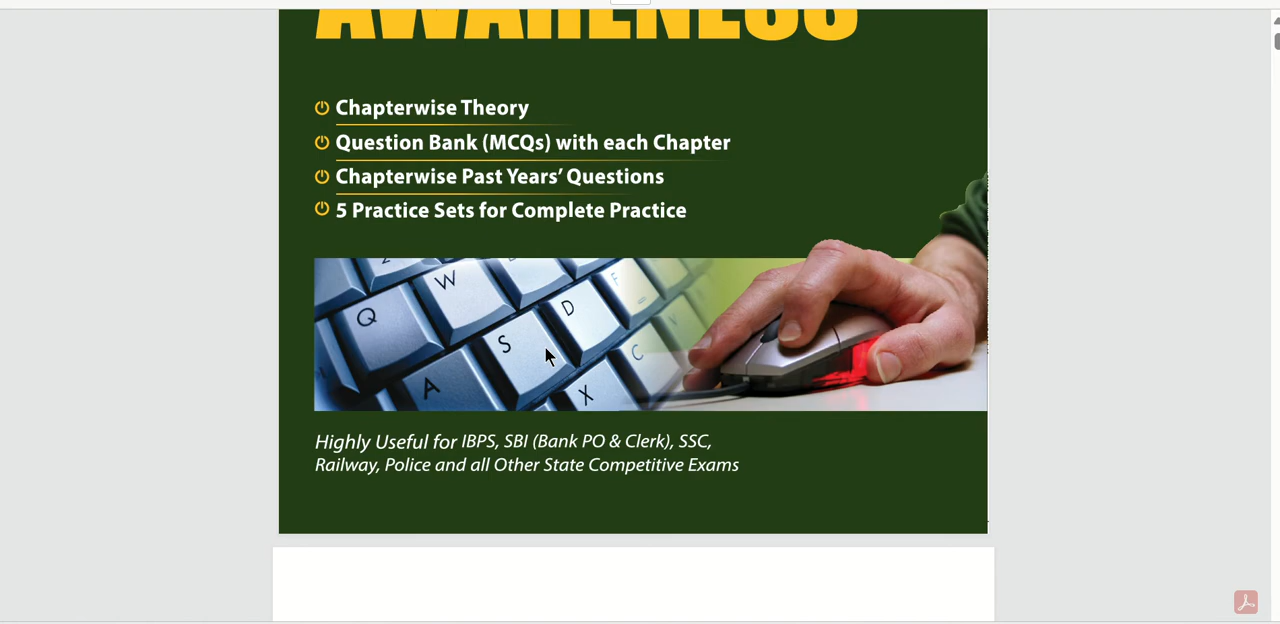 AWARENESS
Chapterwise Theory
Question Bank (MCQs) with each Chapter
Chapterwise Past Years' Questions
5 Practice Sets for Complete Practice
Q
W
D
F
S
C
A
X
Highly Useful for IBPS, SBI (Bank PO & Clerk), SSC,
Railway, Police and all Other State Competitive Exams